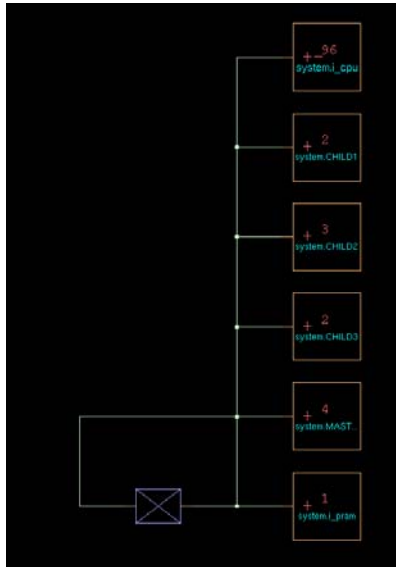 +-96
system.i_cpu
+ 2
system.CHILD1
+ 3
system.CHILD2
+ 2
system.CHILD3
+ 4
system.MAST...
+ 1
system.i_pram